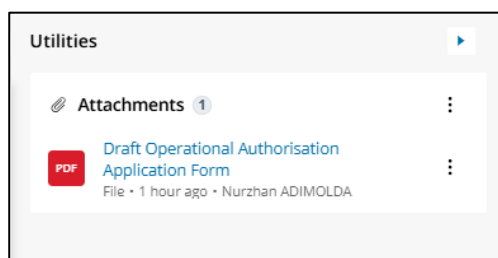 Utilities
Attachments 1
PDF
Draft Operational Authorisation
Application Form
File • 1 hour ago • Nurzhan ADIMOLDA